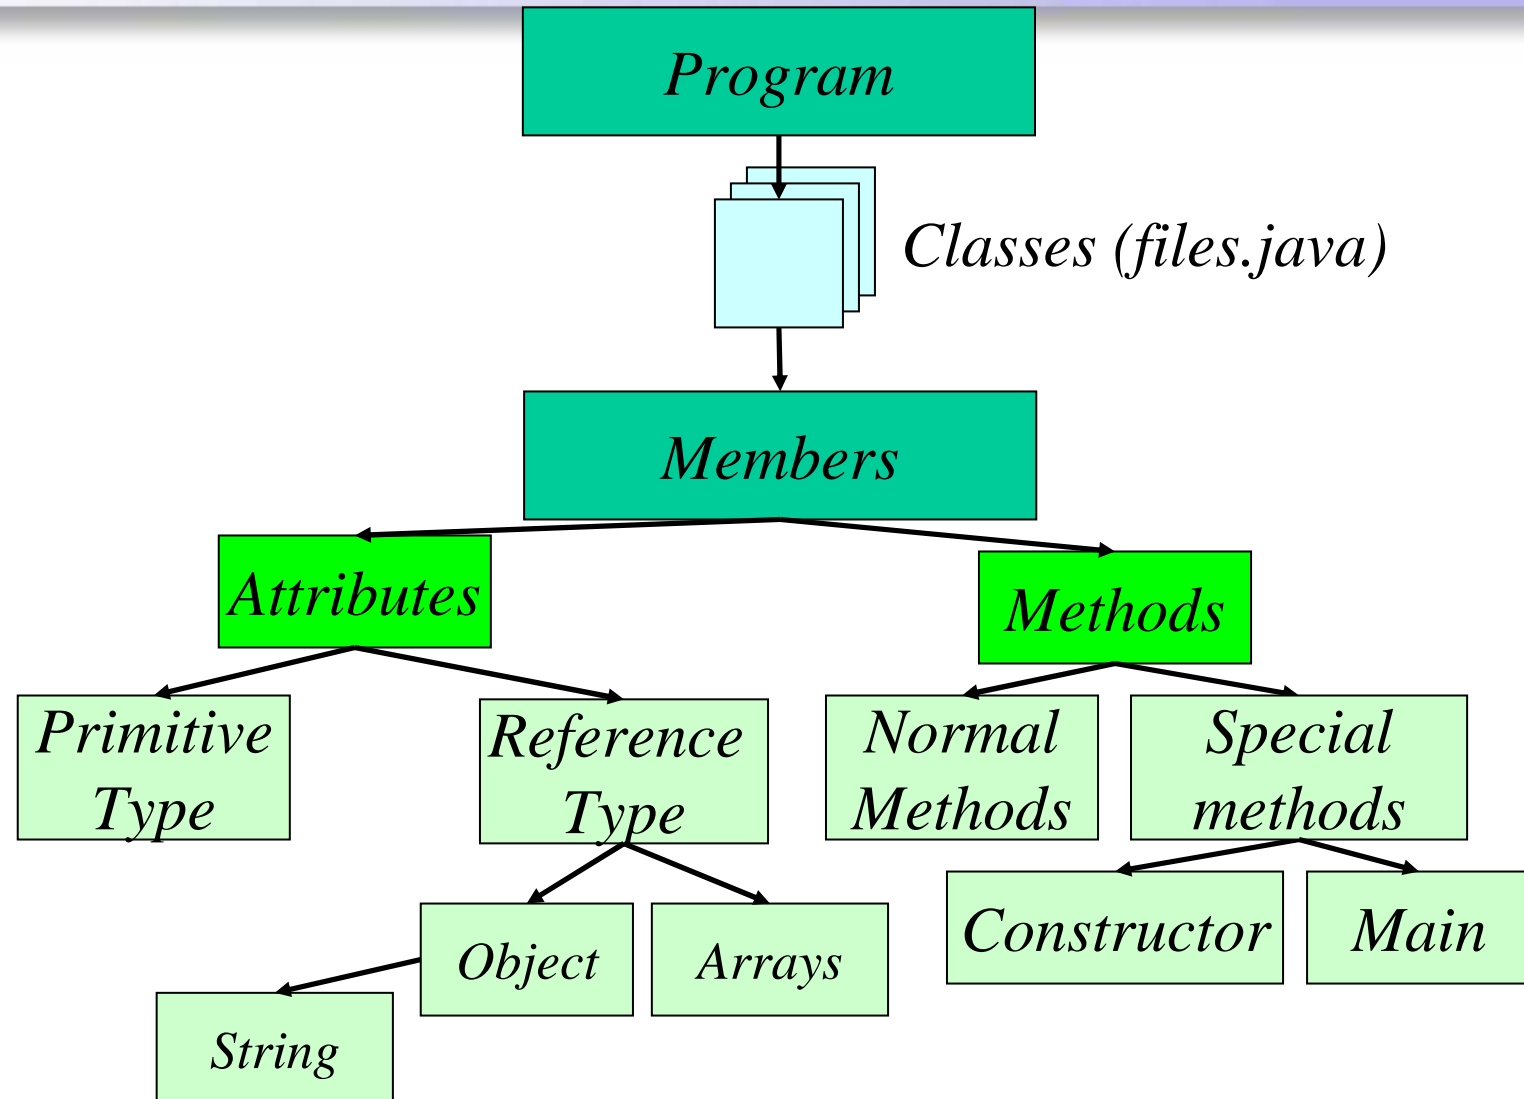 Program
Classes (files.java)
Members
Attributes
Methods
Primitive
Type
Reference
Type
Normal
Methods
Special
methods
Object
Arrays
Constructor
Main
String